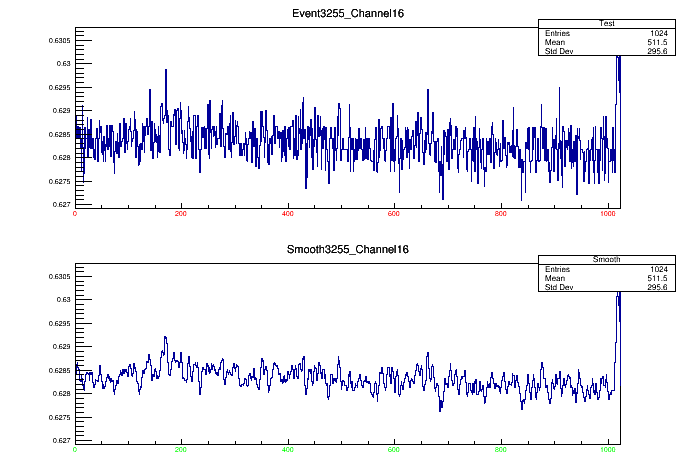 Event3255_Channel16
Test
Entries 1024
Mean 511.5
Std Dev 295.6
0.6305
0.63
0.6295
0.629
0.6285
0.628
0.6275
0.627
0 200 400 600 800 1000
Smooth3255_Channel16
Smooth
Entries 1024
Mean 511.5
Std Dev 295.6
0.6305
0.63
0.6295
0.629
0.6285
0.628
0.6275
0.627
0 200 400 600 800 1000